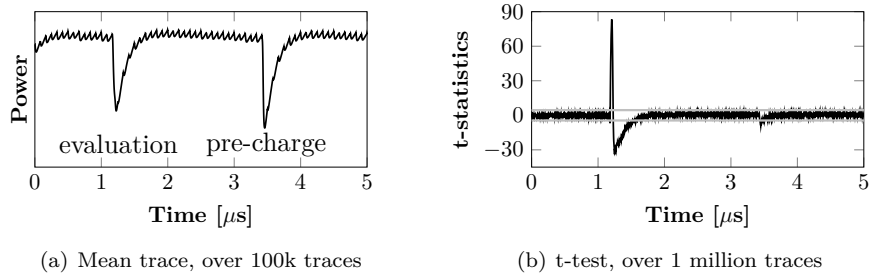 Power
evaluation
pre-charge
0 1 2 3 4 5
Time [μs]
(a) Mean trace, over 100k traces
t-statistics
90
60
30
0
−30
0 1 2 3 4 5
Time [μs]
(b) t-test, over 1 million traces